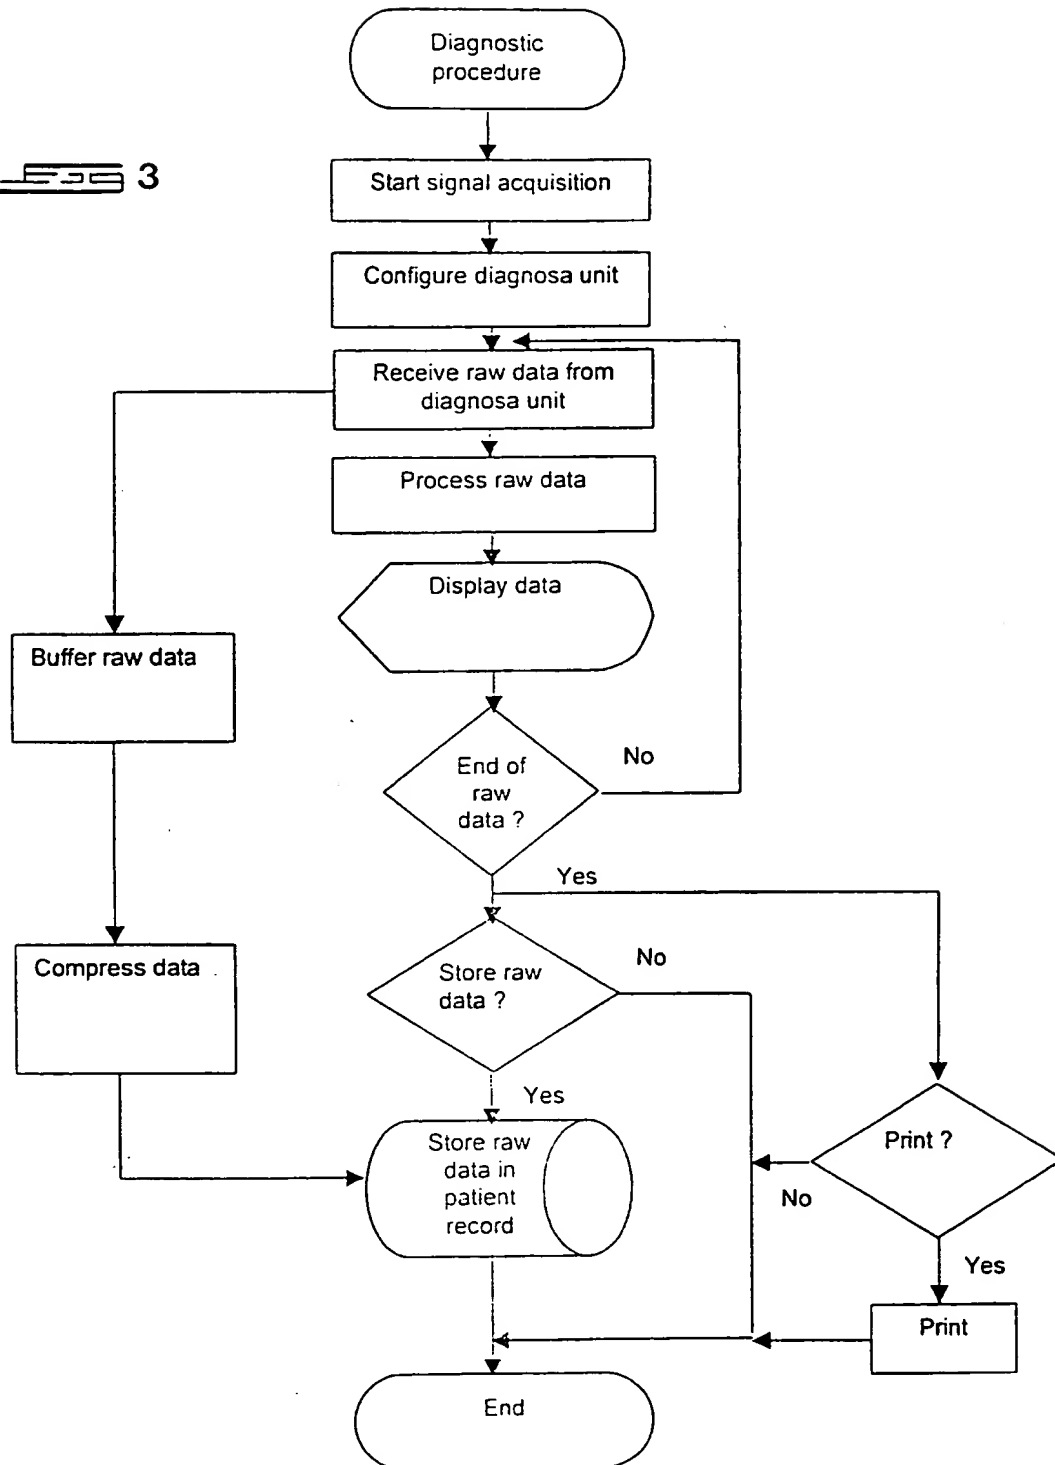 Diagnostic
procedure
3
Start signal acquisition
Configure diagnosa unit
Receive raw data from
diagnosa unit
Process raw data
Display data
Buffer raw data
End of
raw
data ?
No
Yes
Compress data
Store raw
data ?
No
Yes
Store raw
data in
patient
record
Print ?
No
Yes
Print
End